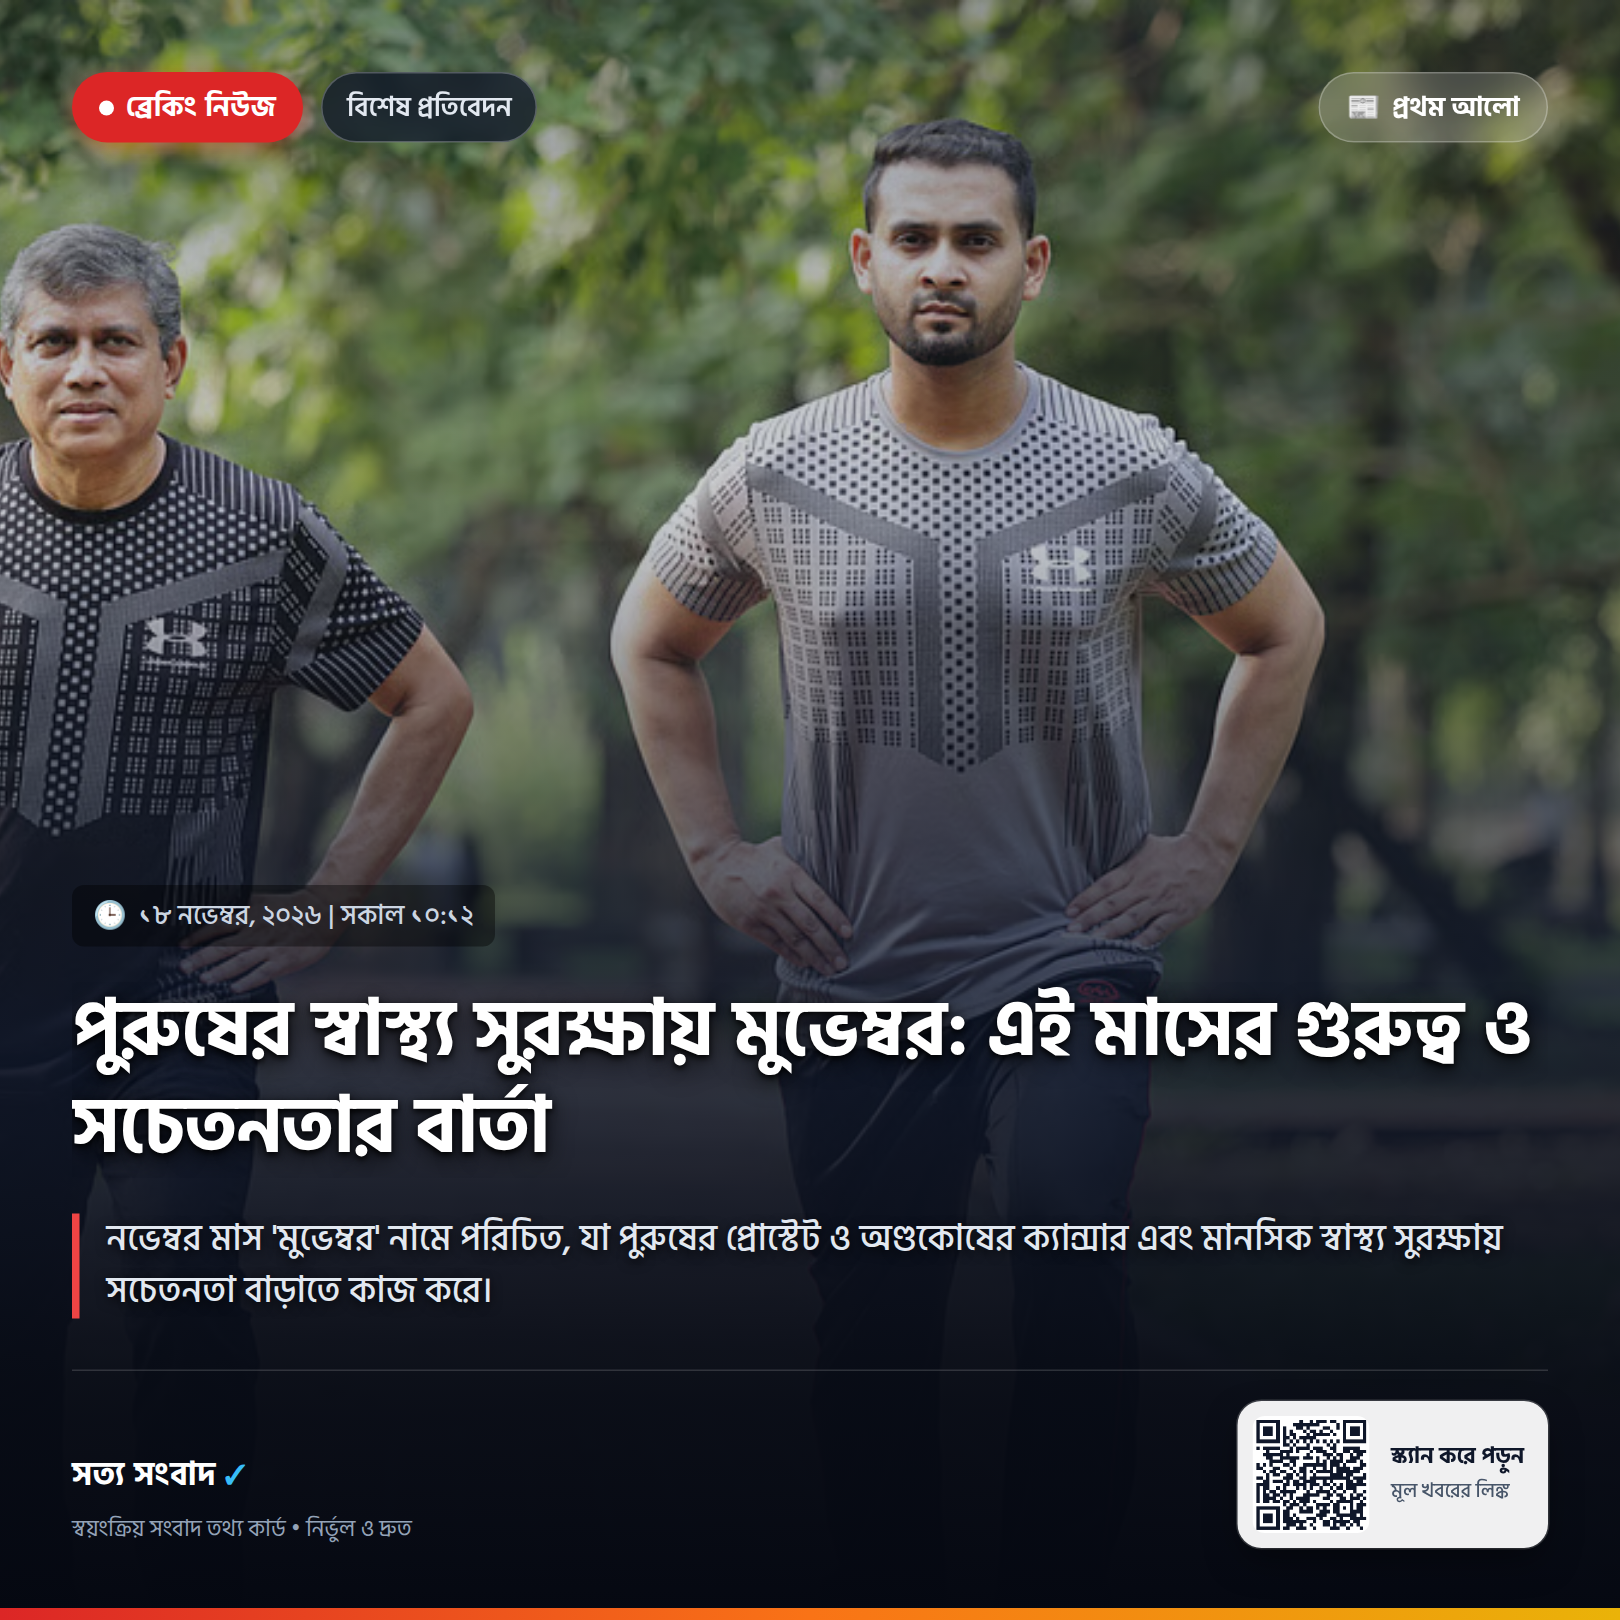 ব্রেকিং নিউজ
বিশেষ প্রতিবেদন
প্রথম আলো
১৮ নভেম্বর, ২০২৬ | সকাল ১০:১২
পুরুষের স্বাস্থ্য সুরক্ষায় মুভেম্বর: এই মাসের গুরুত্ব ও
সচেতনতার বার্তা
নভেম্বর মাস 'মুভেম্বর' নামে পরিচিত, যা পুরুষের প্রোস্টেট ও অণ্ডকোষের ক্যান্সার এবং মানসিক স্বাস্থ্য সুরক্ষায়
সচেতনতা বাড়াতে কাজ করে।
সত্য সংবাদ ✓
স্বয়ংক্রিয় সংবাদ তথ্য কার্ড • নির্ভুল ও দ্রুত
স্ক্যান করে পড়ুন
মূল খবরের লিঙ্ক